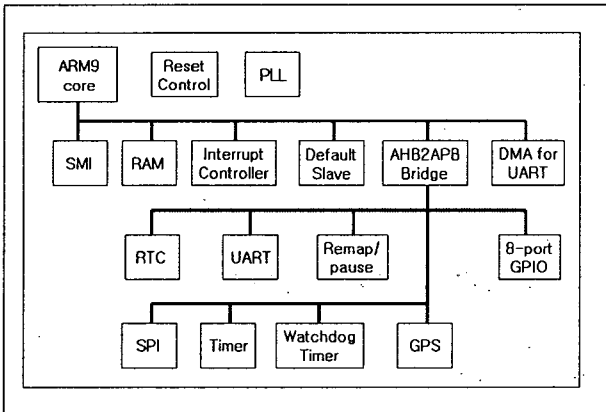 ARM9
core
Reset
Control
PLL
SMI
RAM
Interrupt
Controller
Default
Slave
AHB2APB
Bridge
DMA for
UART
RTC
UART
Remap/
pause
8-port
GPIO
SPI
Timer
Watchdog
Timer
GPS